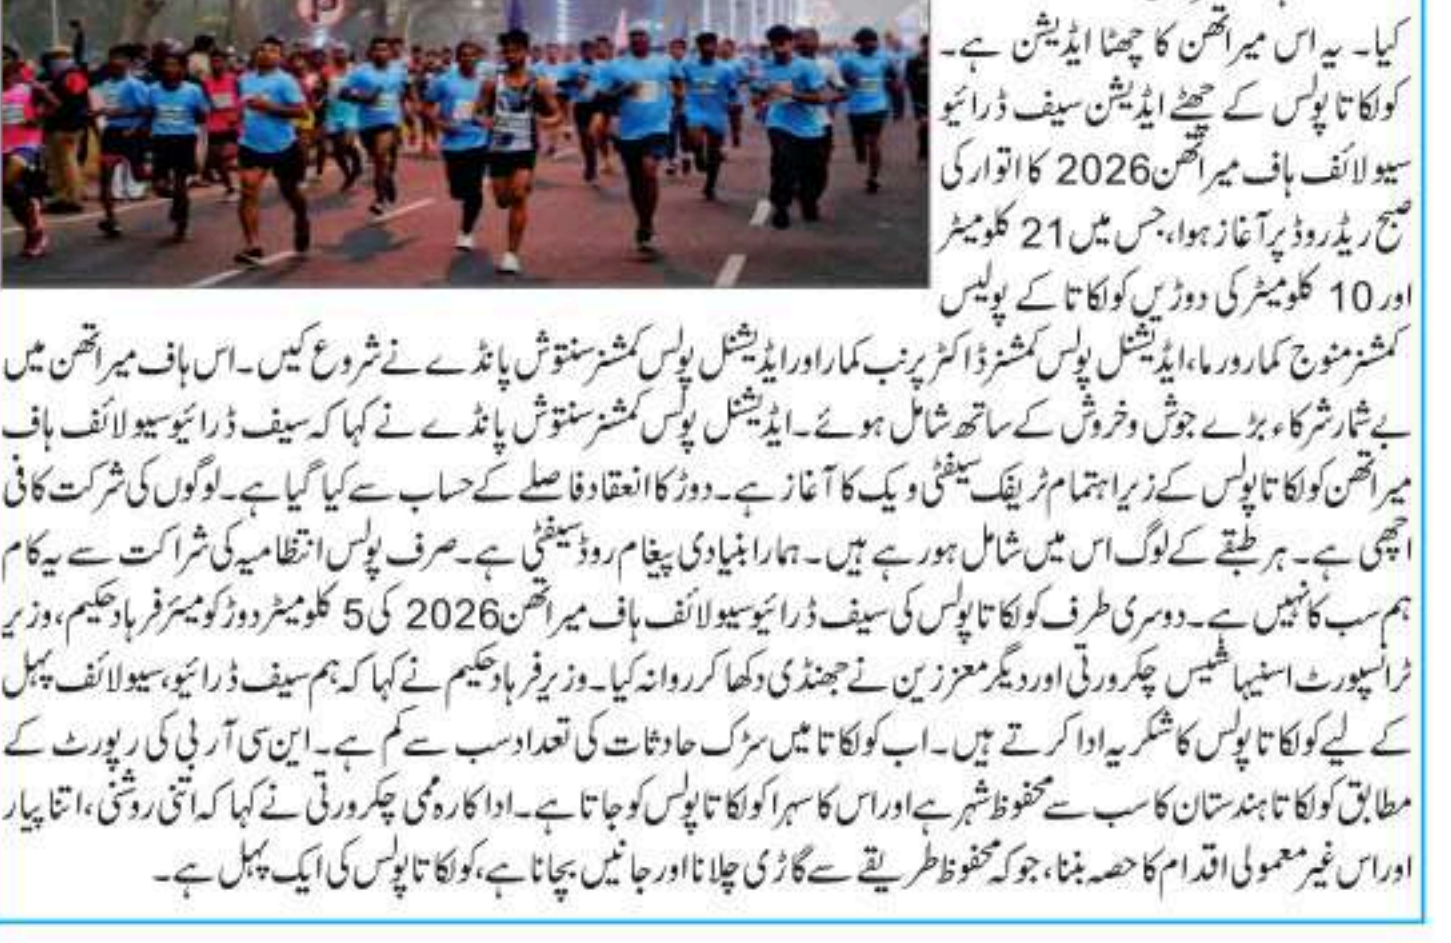 کیا۔ یہ اس میراتھن کا چھٹا ایڈیشن ہے۔
کولکاتا پولس کے چھٹے ایڈیشن سیف ڈرائیو
سیو لائف ہاف میراتھن2026 کا اتوار کی
صبح ریڈ روڈ پر آغاز ہوا، جس میں 21 کلومیٹر
اور 10 کلومیٹر کی دوڑیں کولکاتا کے پولیس
کمشنر منوج کمار ورما، ایڈیشنل پولس کمشنر ڈاکٹر پرنب کمار اور ایڈیشنل پولس کمشنر سنتوش پانڈے نے شروع کیں۔ اس ہاف میراتھن میں
بے شمار شرکاء بڑے جوش وخروش کے ساتھ شامل ہوئے۔ ایڈیشنل پولس کمشنر سنتوش پانڈے نے کہا کہ سیف ڈرائیو سیو لائف ہاف
میراتھن کولکاتا پولس کے زیر اہتمام ٹریفک سیفٹی ویک کا آغاز ہے۔ دوڑ کا انعقاد فاصلے کے حساب سے کیا گیا ہے۔ لوگوں کی شرکت کافی
اچھی ہے۔ ہر طبقے کے لوگ اس میں شامل ہورہے ہیں۔ ہمارا بنیادی پیغام روڈ سیفٹی ہے۔ صرف پولس انتظامیہ کی شراکت سے یہ کام
ہم سب کا نہیں ہے۔ دوسری طرف کولکاتا پولس کی سیف ڈرائیو سیو لائف ہاف میراتھن2026 کی 5 کلومیٹر دوڑ کو میئر فرہاد حکیم، وزیر
ٹرانسپورٹ اسنیہا شیس چکرورتی اور دیگر معززین نے جھنڈی دکھا کر روانہ کیا۔ وزیر فرہاد حکیم نے کہا کہ ہم سیف ڈرائیو، سیو لائف پہل
کے لیے کولکاتا پولس کا شکریہ ادا کرتے ہیں۔ اب کولکاتا میں سڑک حادثات کی تعداد سب سے کم ہے۔ این سی آر بی کی رپورٹ کے
مطابق کولکاتا ہندستان کا سب سے محفوظ شہر ہے اور اس کا سہرا کولکاتا پولس کو جاتا ہے۔ اداکارہ ممی چکرورتی نے کہا کہ اتنی روشنی، اتنا پیار
اور اس غیر معمولی اقدام کا حصہ بننا، جو کہ محفوظ طریقے سے گاڑی چلانا اور جانیں بچانا ہے، کولکاتا پولس کی ایک پہل ہے۔